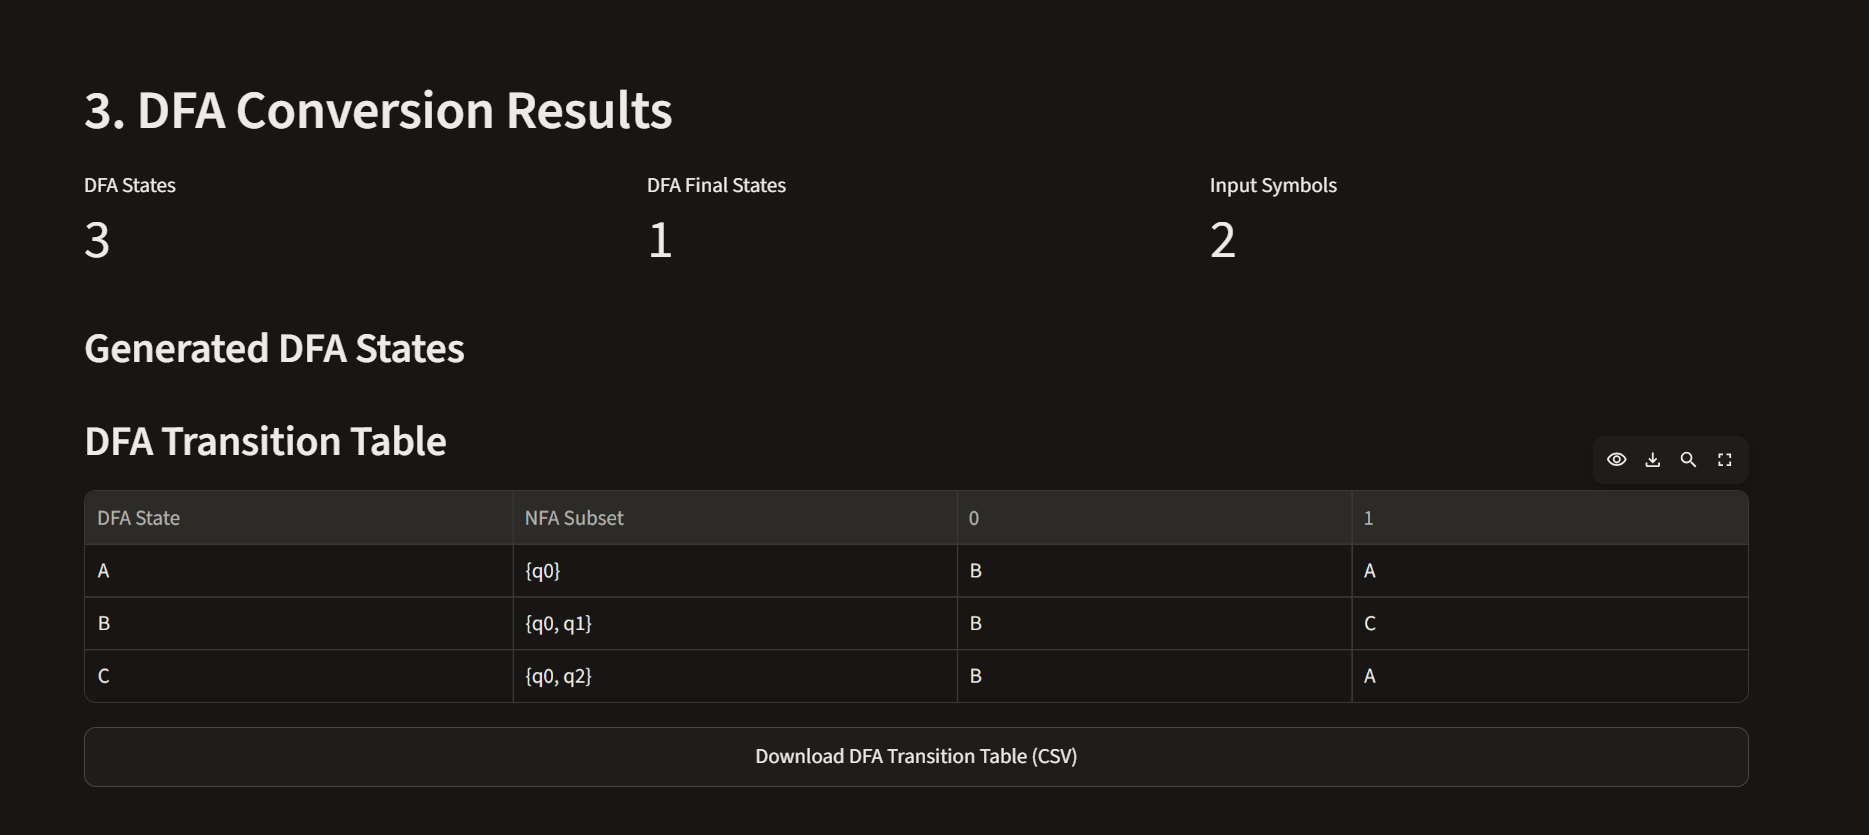 3. DFA Conversion Results
DFA States DFA Final States Input Symbols
3 1 2
Generated DFA States
DFA Transition Table
DFA State NFA Subset 0 1
A {q0} B A
B {q0, q1} B C
C {q0, q2} B A
Download DFA Transition Table (CSV)